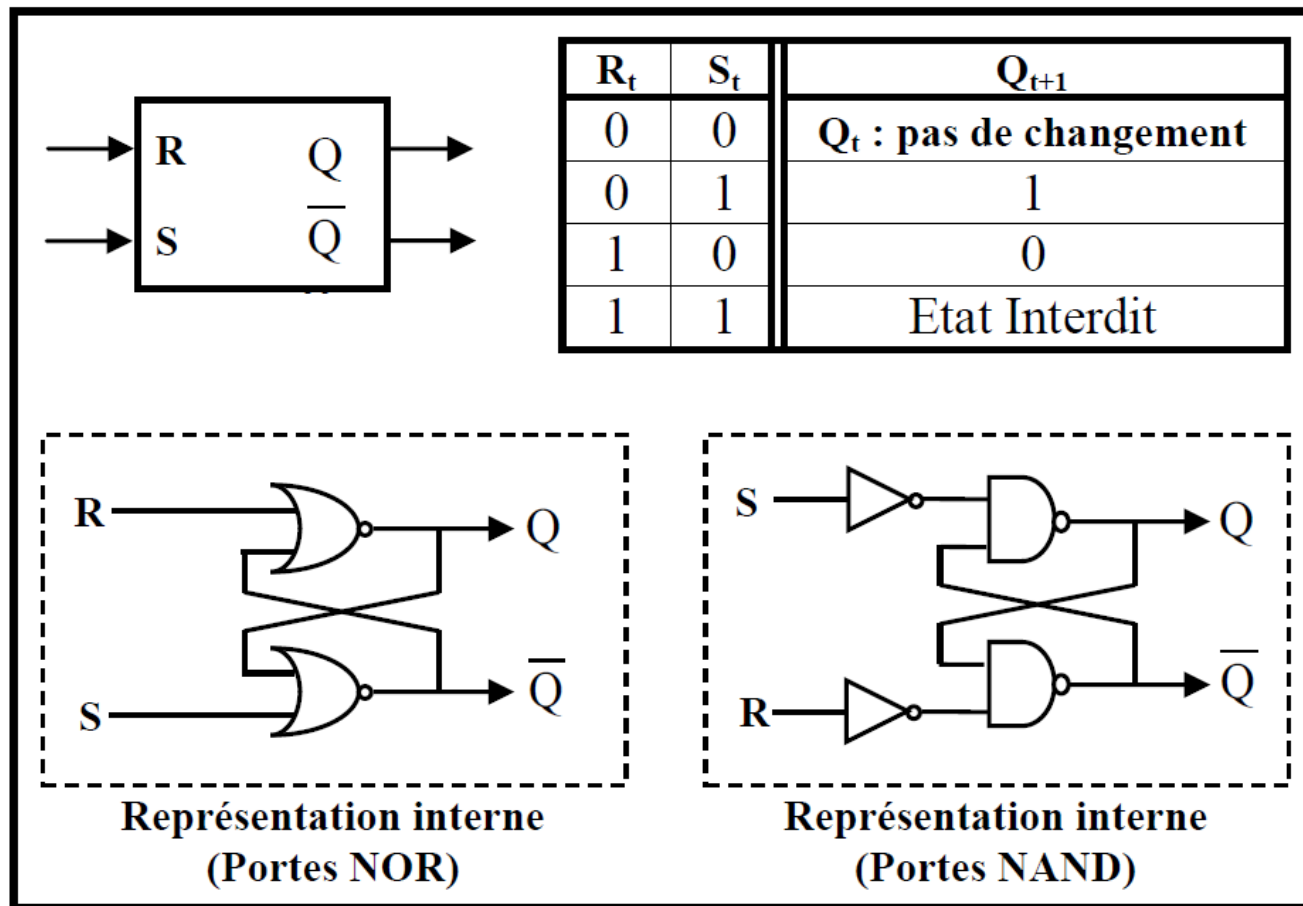 R Q
S Q̅
Rt St Qt+1
0 0 Qt : pas de changement
0 1 1
1 0 0
1 1 Etat Interdit
R Q
S Q̅
S Q
R Q̅
Représentation interne
(Portes NOR)
Représentation interne
(Portes NAND)